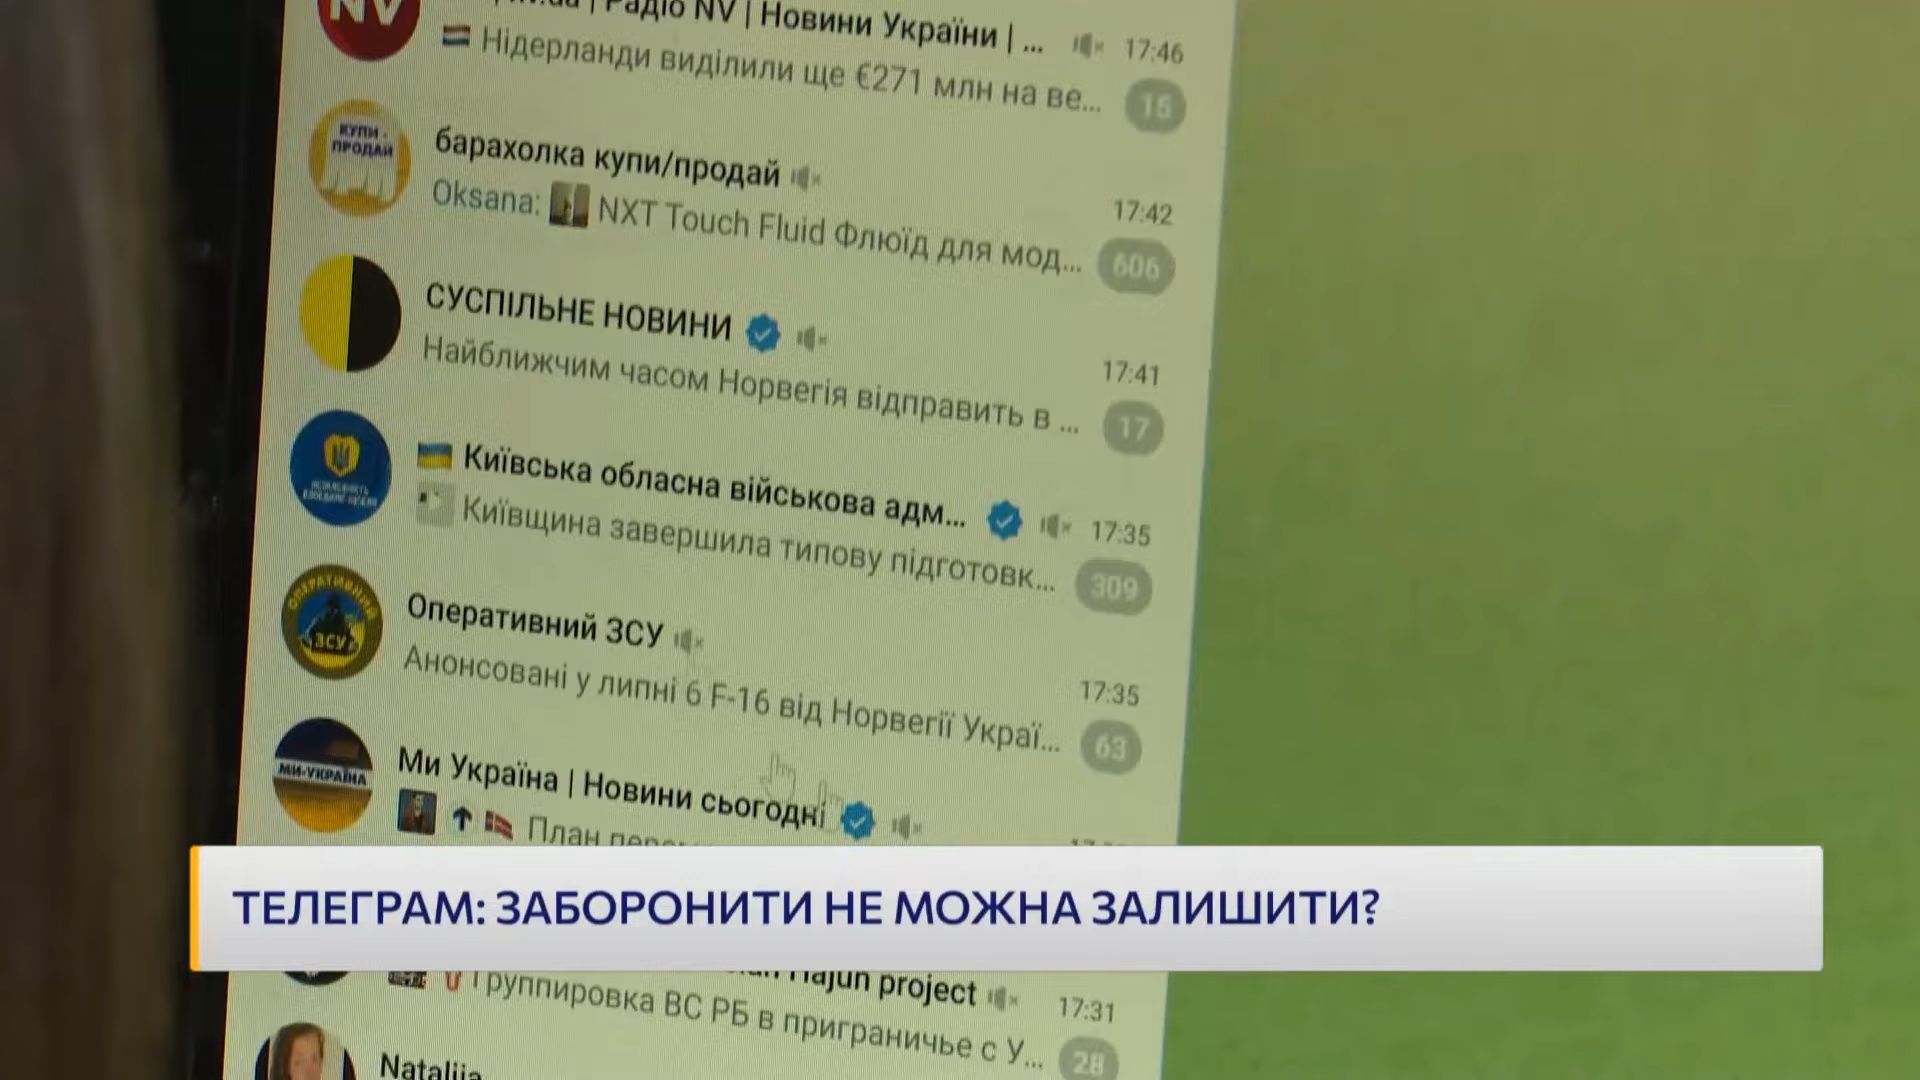 NV
Радіо NV | Новини України | ...
17:46
Нідерланди виділили ще €271 млн на ве...
15
КУПИ .
ПРОДАЙ
барахолка купи/продай
17:42
Oksana: NXT Touch Fluid Флюїд для мод...
606
СУСПІЛЬНЕ НОВИНИ
17:41
Найближчим часом Норвегія відправить в ...
17
Київська обласна військова адм...
17:35
Київщина завершила типову підготовк...
309
ОПЕРАТИВНИЙ
ЗСУ
Оперативний ЗСУ
17:35
Анонсовані у липні 6 F-16 від Норвегії Украї...
63
МИ-УКРАЇНА
Ми Україна | Новини сьогодні
План
ТЕЛЕГРАМ: ЗАБОРОНИТИ НЕ МОЖНА ЗАЛИШИТИ?
Hajun project
17:31
Группировка ВС РБ в приграничье с У...
28
Nataliia